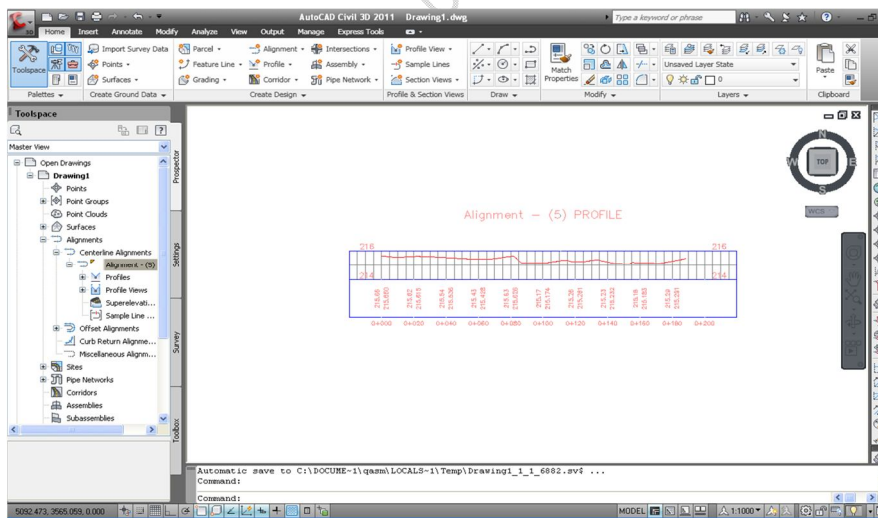 AutoCAD Civil 3D 2011 Drawing1.dwg
Type a keyword or phrase
Home Insert Annotate Modify Analyze View Output Manage Express Tools
Toolspace
Import Survey Data
Points
Surfaces
Parcel
Feature Line
Grading
Alignment
Profile
Corridor
Intersections
Assembly
Pipe Network
Profile View
Sample Lines
Section Views
Match
Properties
Unsaved Layer State
0
Paste
Palettes
Create Ground Data
Create Design
Profile & Section Views
Draw
Modify
Layers
Clipboard
Toolspace
Master View
Open Drawings
Drawing1
Points
Point Groups
Point Clouds
Surfaces
Alignments
Centerline Alignments
Alignment - (5)
Profiles
Profile Views
Superelevati...
Sample Line ...
Offset Alignments
Curb Return Alignme...
Miscellaneous Alignm...
Sites
Pipe Networks
Corridors
Assemblies
Subassemblies
Prospector
Settings
Survey
Toolbox
N
W TOP E
S
WCS
Alignment - (5) PROFILE
216 216
214 214
0+000 0+020 0+040 0+060 0+080 0+100 0+120 0+140 0+160 0+180 0+200
Automatic save to C:\DOCUME~1\qasm\LOCALS~1\Temp\Drawing1_1_1_6882.sv$ ...
Command:
Command:
5092.473, 3565.059, 0.000
MODEL
1:1000